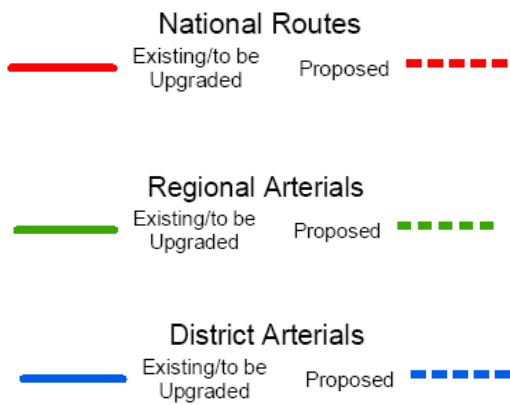 National Routes
Existing/to be
Upgraded
Proposed
Regional Arterials
Existing/to be
Upgraded
Proposed
District Arterials
Existing/to be
Upgraded
Proposed